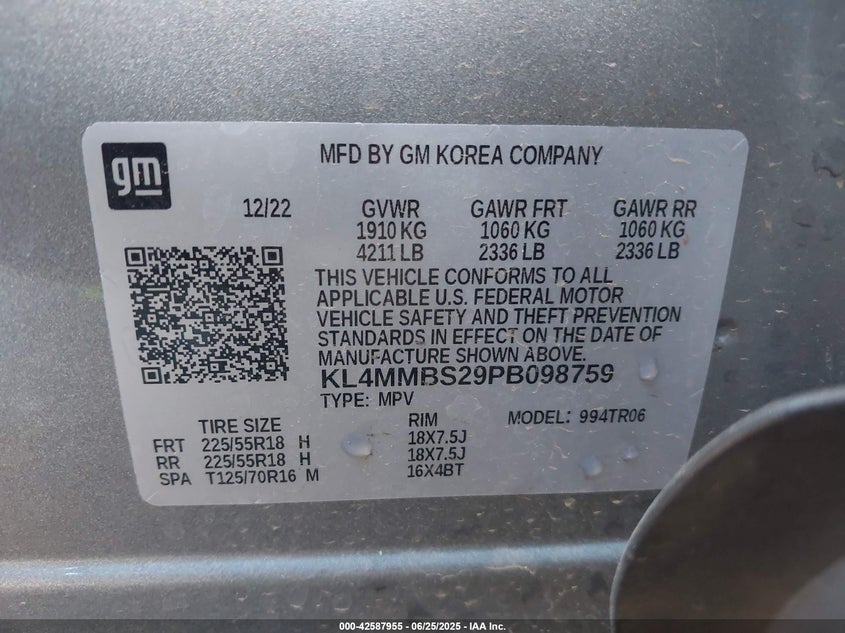 gm
MFD BY GM KOREA COMPANY
12/22 GVWR GAWR FRT GAWR RR
1910 KG 1060 KG 1060 KG
4211 LB 2336 LB 2336 LB
THIS VEHICLE CONFORMS TO ALL
APPLICABLE U.S. FEDERAL MOTOR
VEHICLE SAFETY AND THEFT PREVENTION
STANDARDS IN EFFECT ON THE DATE OF
MANUFACTURE SHOWN ABOVE.
KL4MMBS29PB098759
TYPE: MPV
TIRE SIZE RIM MODEL: 994TR06
FRT 225/55R18 H 18X7.5J
RR 225/55R18 H 18X7.5J
SPA T125/70R16 M 16X4BT
000-42587955 - 06/25/2025 - IAA Inc.